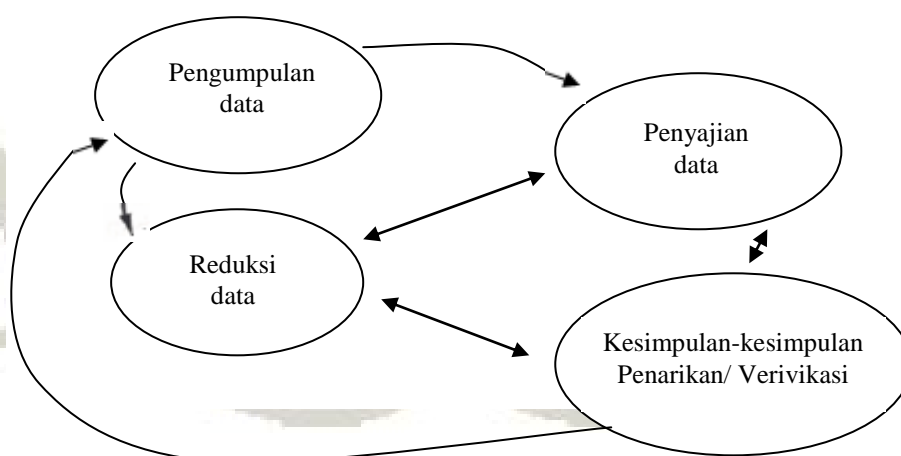 Pengumpulan
data
Penyajian
data
Reduksi
data
Kesimpulan-kesimpulan
Penarikan/ Verivikasi